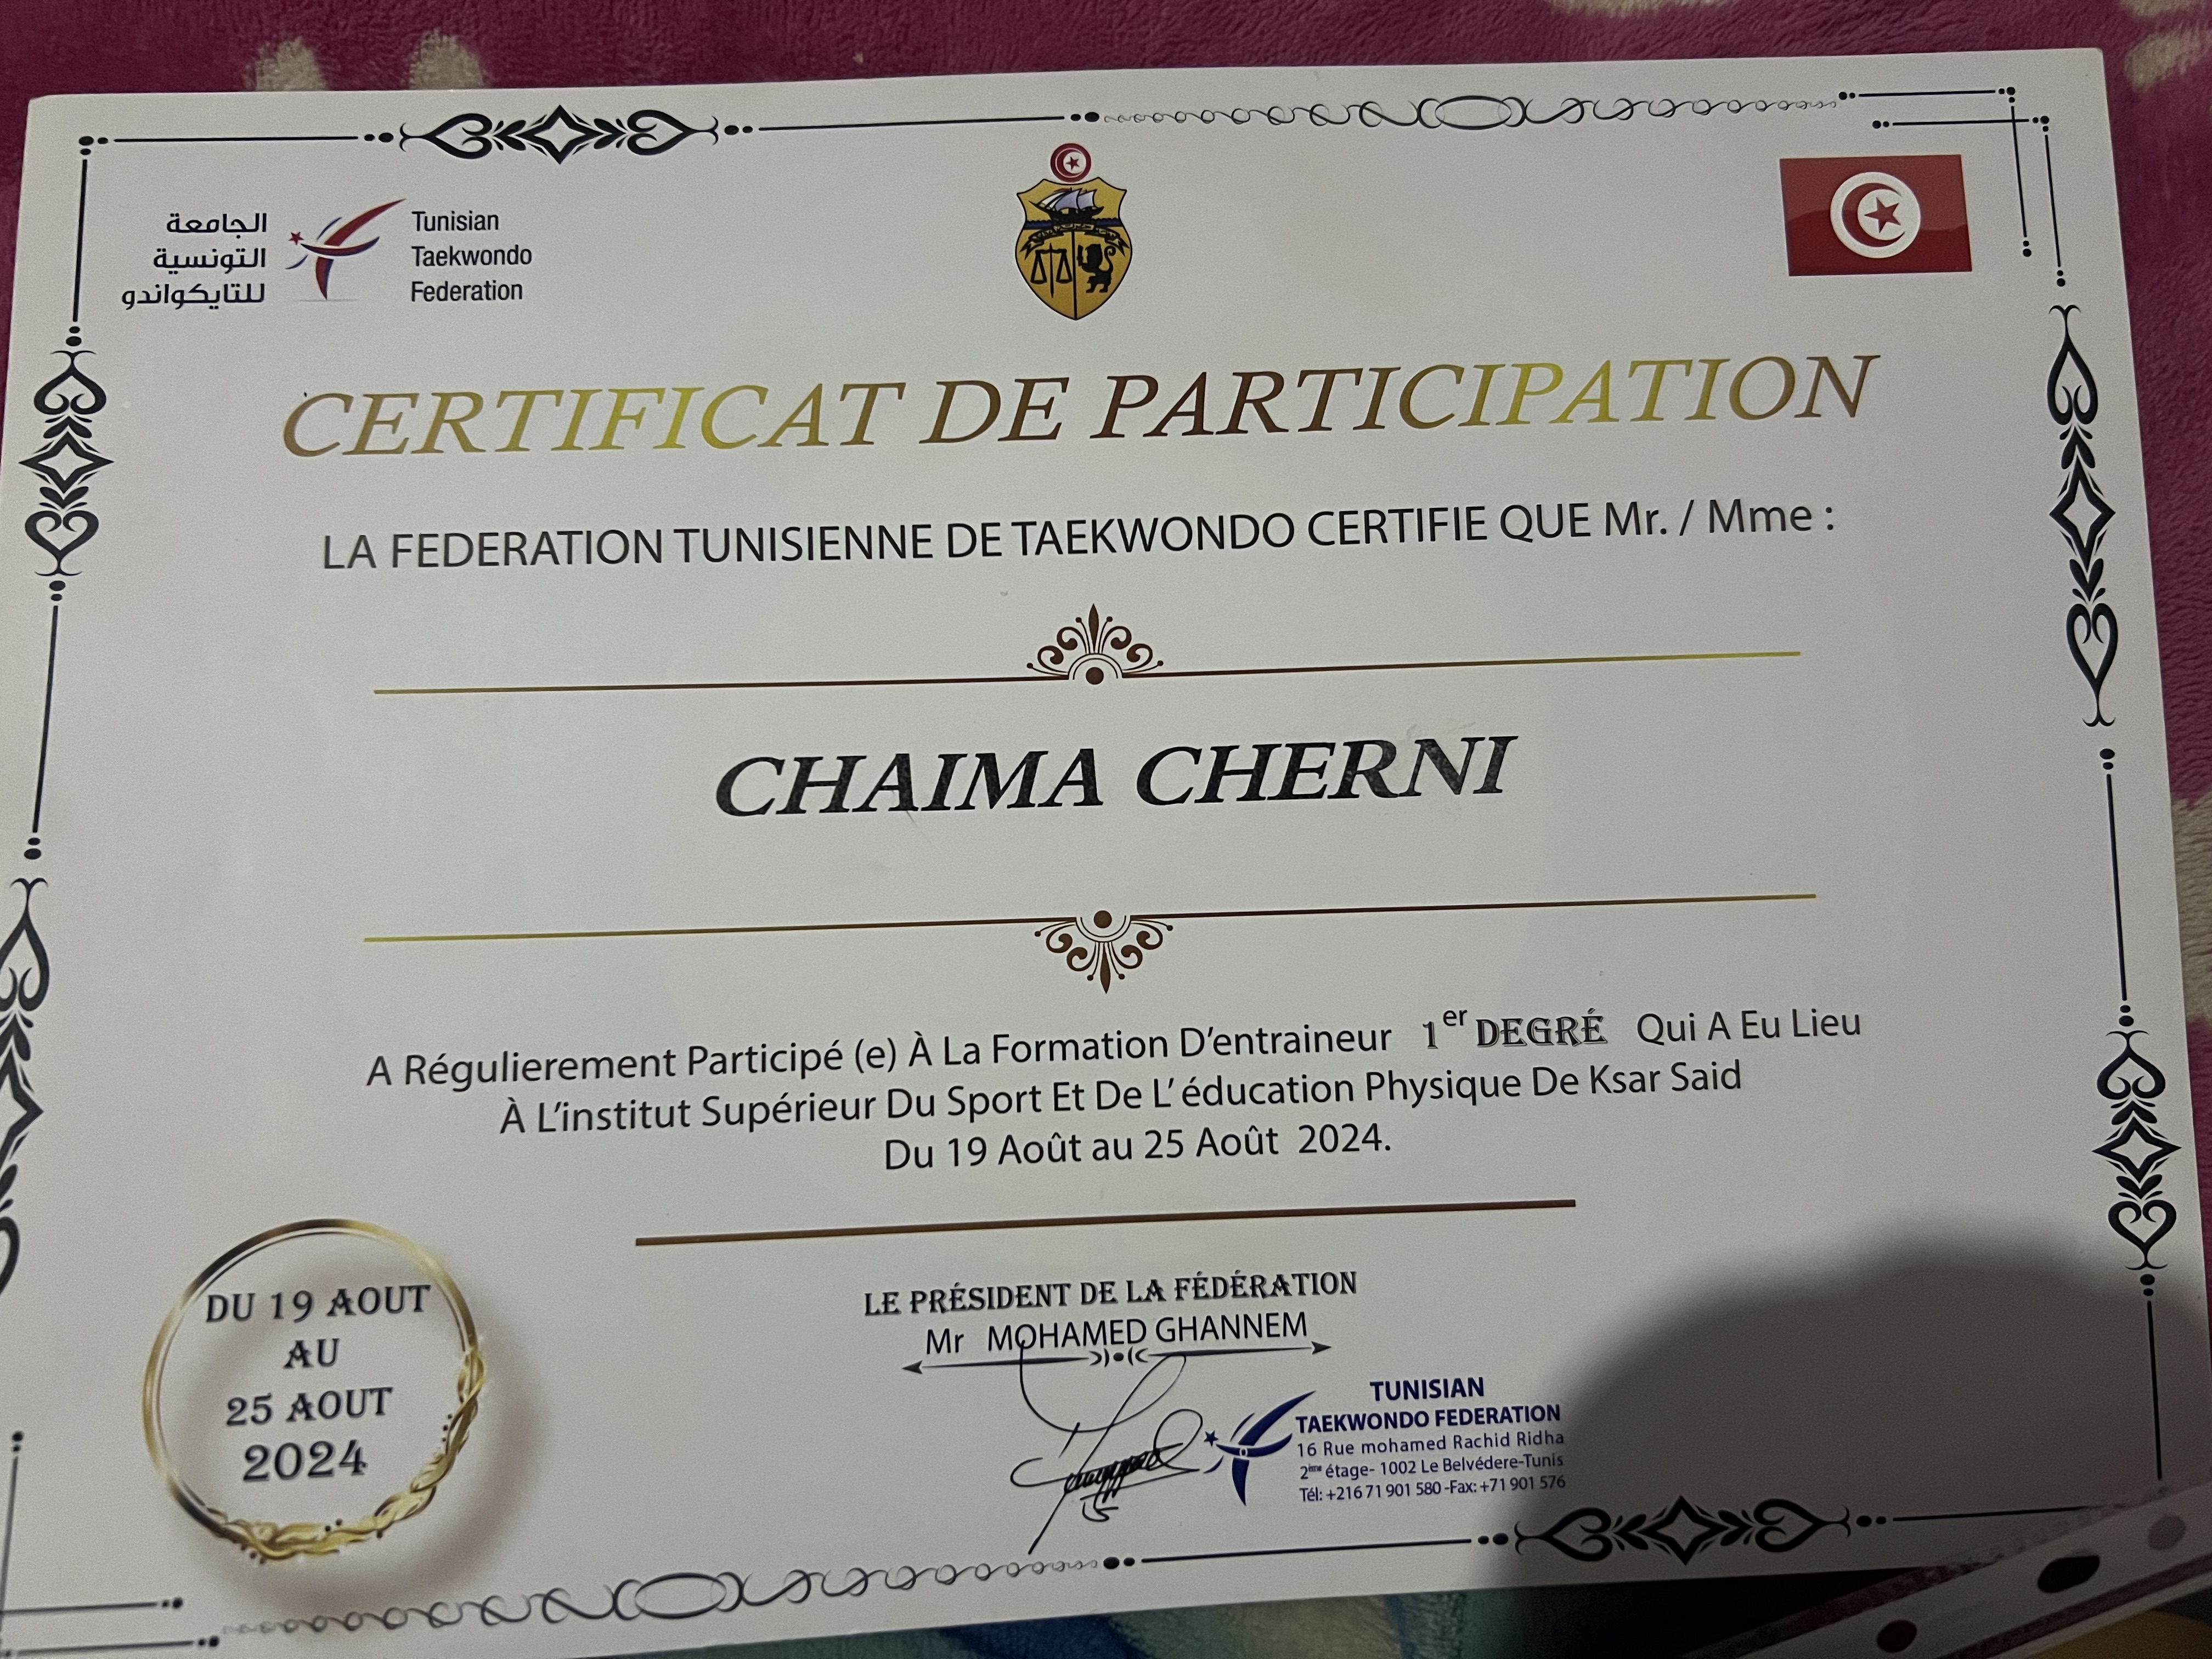 الجامعة
التونسية
للتايكواندو
Tunisian
Taekwondo
Federation
CERTIFICAT DE PARTICIPATION
LA FEDERATION TUNISIENNE DE TAEKWONDO CERTIFIE QUE Mr. / Mme :
CHAIMA CHERNI
A Régulierement Participé (e) À La Formation D'entraineur 1er DEGRÉ Qui A Eu Lieu
À L'institut Supérieur Du Sport Et De L'éducation Physique De Ksar Said
Du 19 Août au 25 Août 2024.
DU 19 AOUT
AU
25 AOUT
2024
LE PRÉSIDENT DE LA FÉDÉRATION
Mr MOHAMED GHANNEM
TUNISIAN
TAEKWONDO FEDERATION
16 Rue mohamed Rachid Ridha
2ème étage- 1002 Le Belvédere-Tunis
Tél: +216 71 901 580 -Fax: +71 901 576